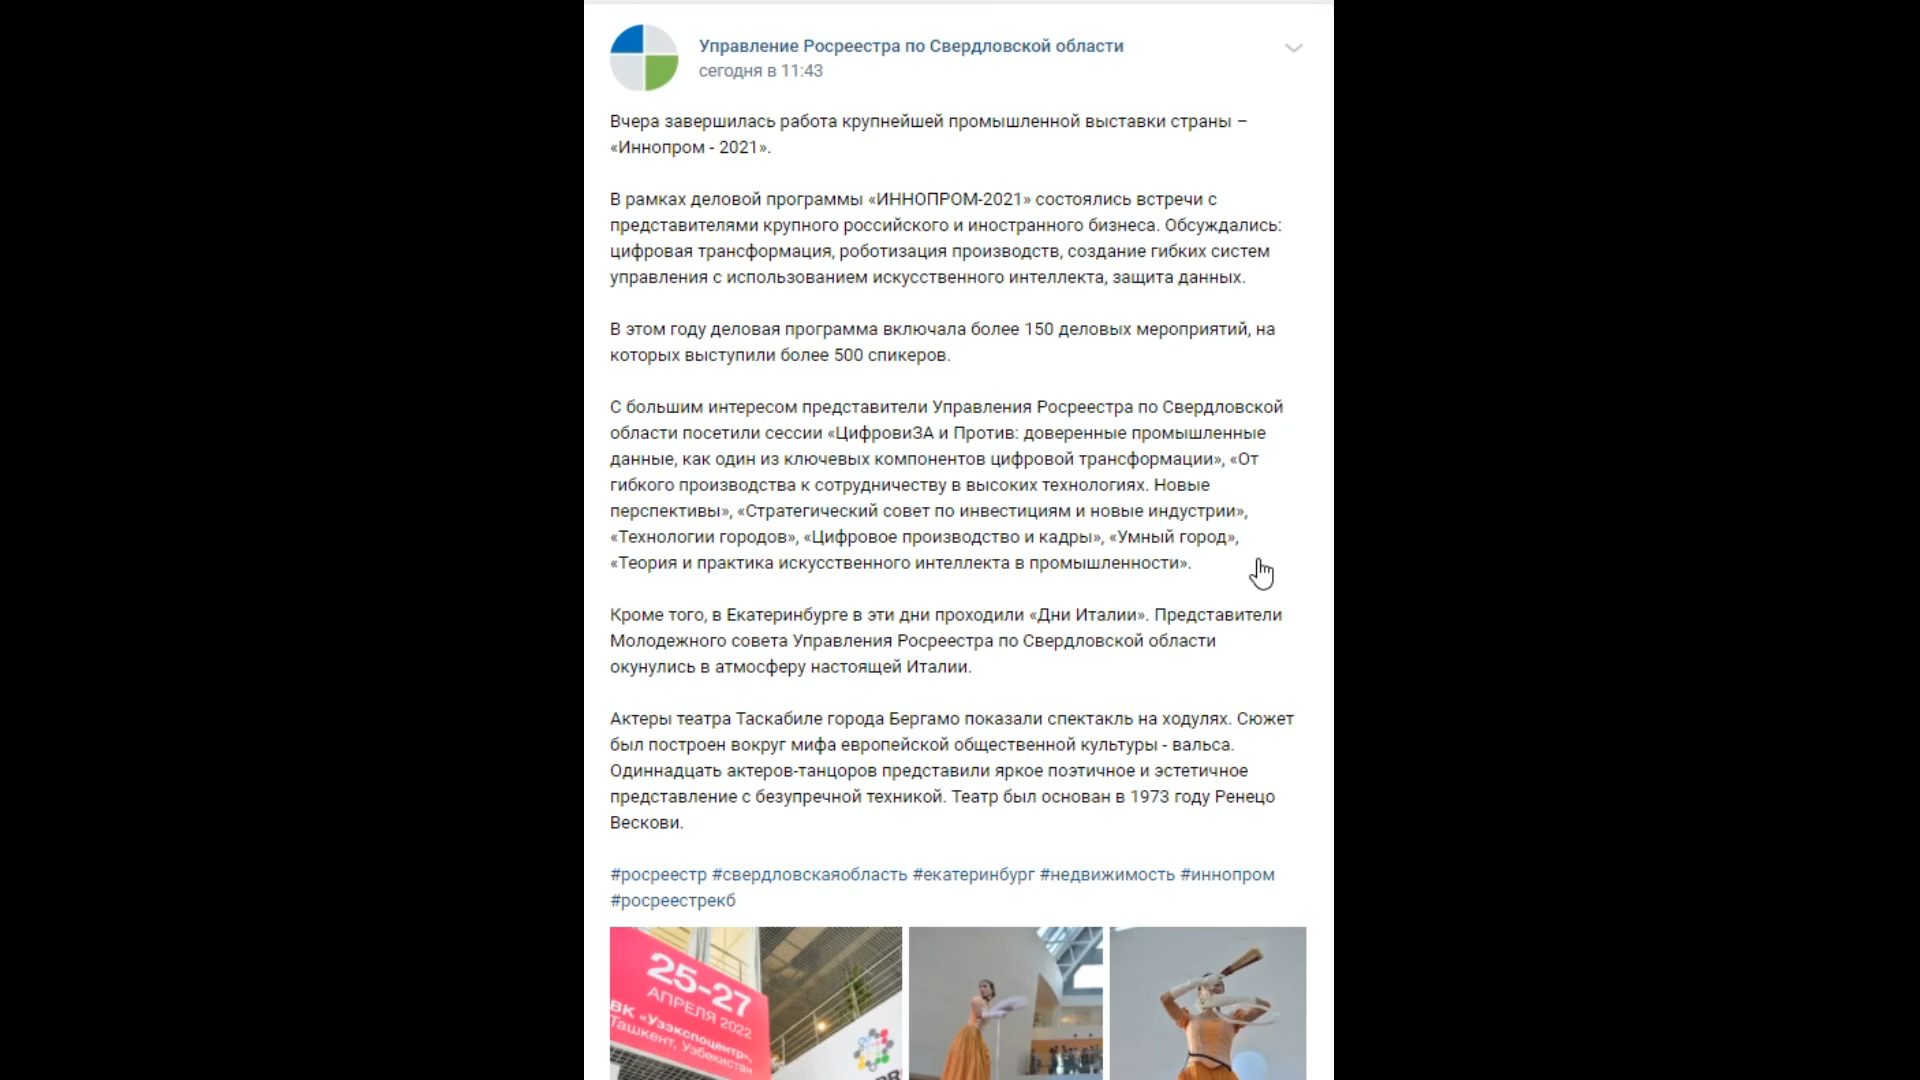 Управление Росреестра по Свердловской области
сегодня в 11:43
Вчера завершилась работа крупнейшей промышленной выставки страны –
«Иннопром - 2021».
В рамках деловой программы «ИННОПРОМ-2021» состоялись встречи с
представителями крупного российского и иностранного бизнеса. Обсуждались:
цифровая трансформация, роботизация производств, создание гибких систем
управления с использованием искусственного интеллекта, защита данных.
В этом году деловая программа включала более 150 деловых мероприятий, на
которых выступили более 500 спикеров.
С большим интересом представители Управления Росреестра по Свердловской
области посетили сессии «ЦифровиЗА и Против: доверенные промышленные
данные, как один из ключевых компонентов цифровой трансформации», «От
гибкого производства к сотрудничеству в высоких технологиях. Новые
перспективы», «Стратегический совет по инвестициям и новые индустрии»,
«Технологии городов», «Цифровое производство и кадры», «Умный город»,
«Теория и практика искусственного интеллекта в промышленности».
Кроме того, в Екатеринбурге в эти дни проходили «Дни Италии». Представители
Молодежного совета Управления Росреестра по Свердловской области
окунулись в атмосферу настоящей Италии.
Актеры театра Таскабиле города Бергамо показали спектакль на ходулях. Сюжет
был построен вокруг мифа европейской общественной культуры - вальса.
Одиннадцать актеров-танцоров представили яркое поэтичное и эстетичное
представление с безупречной техникой. Театр был основан в 1973 году Ренецо
Вескови.
#росреестр #свердловскаяобласть #екатеринбург #недвижимость #иннопром
#росреестрекб
25-27
АПРЕЛЯ 2022
ВК «Узэкспоцентр»,
Ташкент, Узбекистан